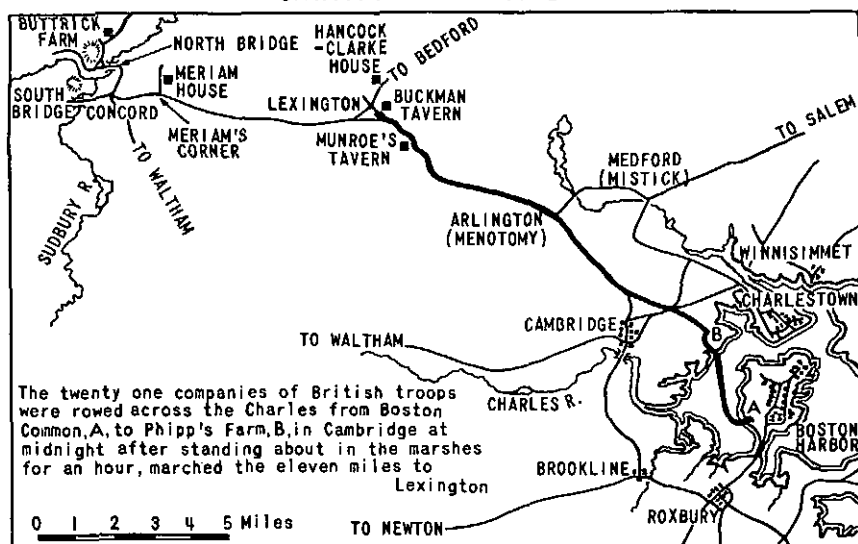 BUTTRICK
FARM
NORTH BRIDGE
HANCOCK
-CLARKE
HOUSE
TO BEDFORD
MERIAM
HOUSE
LEXINGTON
BUCKMAN
TAVERN
SOUTH
BRIDGE
CONCORD
MERIAM'S
CORNER
MUNROE'S
TAVERN
TO SALEM
MEDFORD
(MISTICK)
TO WALTHAM
SUDBURY R.
ARLINGTON
(MENOTOMY)
WINNISIMMET
CHARLESTOWN
CAMBRIDGE
B
TO WALTHAM
CHARLES R.
A
BOSTON
HARBOR
The twenty one companies of British troops
were rowed across the Charles from Boston
Common, A, to Phipp's Farm, B, in Cambridge at
midnight after standing about in the marshes
for an hour, marched the eleven miles to
Lexington
BROOKLINE
ROXBURY
TO NEWTON
0 1 2 3 4 5 Miles